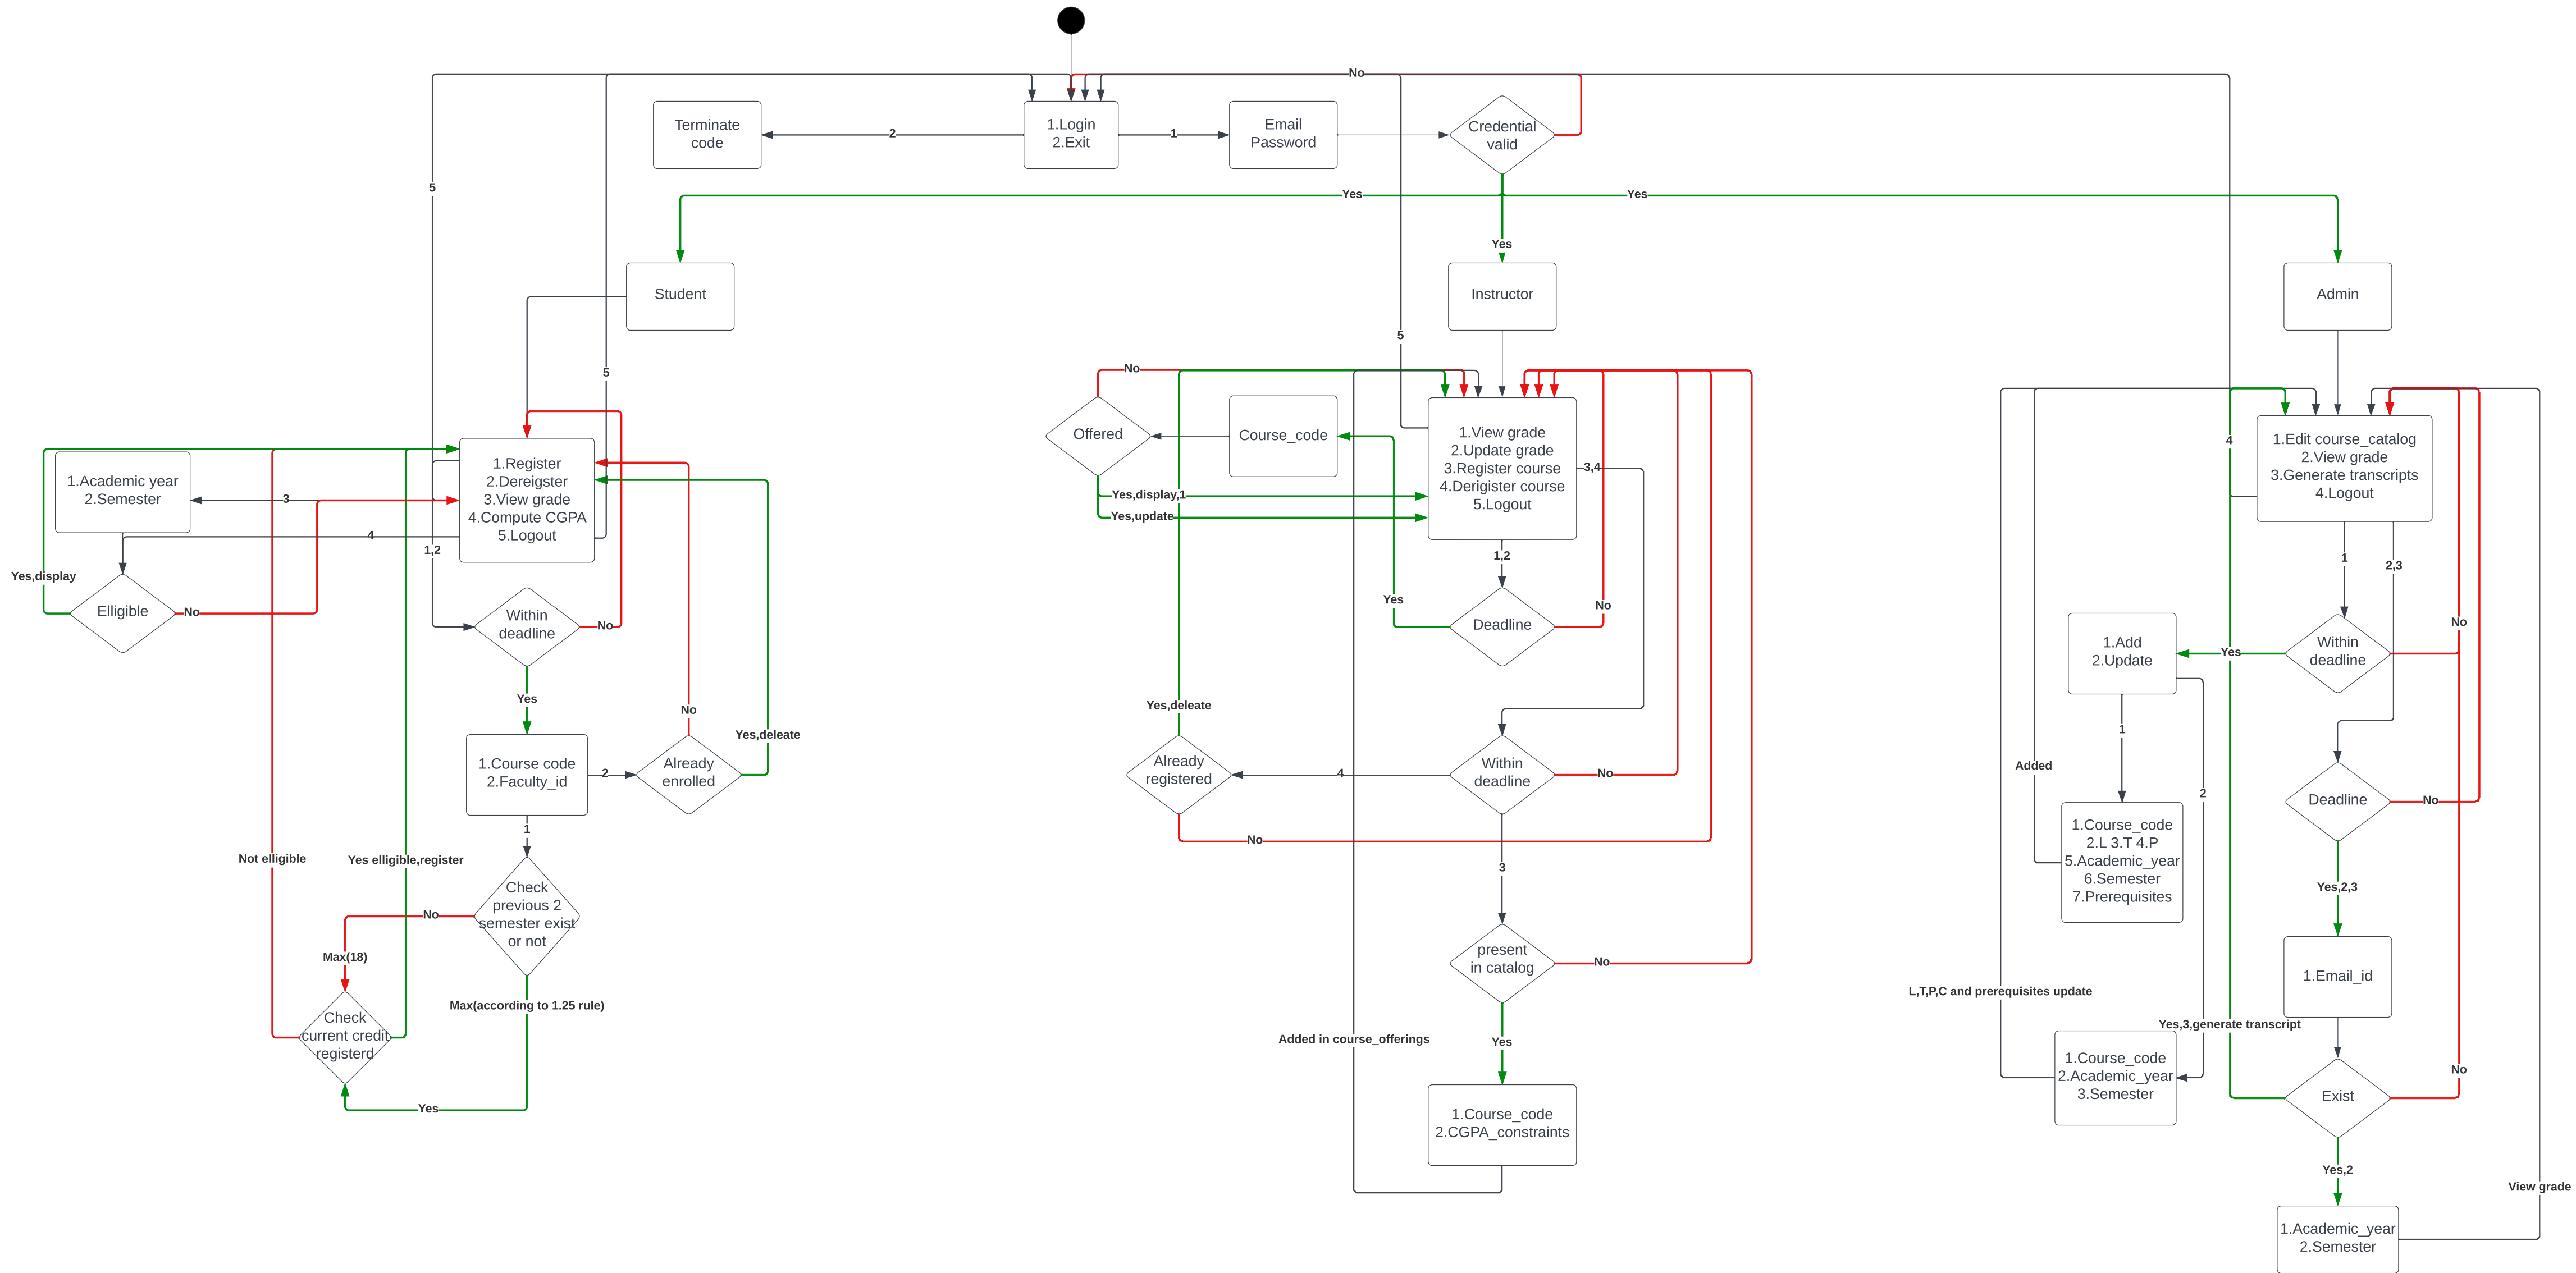 No
Terminate
code
2
1.Login
2.Exit
1
Email
Password
Credential
valid
5
Yes
Yes
Yes
Student
Instructor
Admin
5
5
No
1.Register
2.Dereigster
3.View grade
4.Compute CGPA
5.Logout
1.Academic year
2.Semester
3
4
1,2
Yes,display
Elligible
No
Within
deadline
No
Yes
No
Yes,deleate
1.Course code
2.Faculty_id
2
Already
enrolled
1
Not elligible
Yes elligible,register
Check
previous 2
semester exist
or not
No
Max(18)
Max(according to 1.25 rule)
Check
current credit
registerd
Yes
Offered
Course_code
1.View grade
2.Update grade
3.Register course
4.Derigister course
5.Logout
3,4
Yes,display,1
Yes,update
1,2
Yes
Deadline
No
Yes,deleate
Already
registered
4
Within
deadline
No
No
3
present
in catalog
No
Added in course_offerings
Yes
1.Course_code
2.CGPA_constraints
4
1.Edit course_catalog
2.View grade
3.Generate transcripts
4.Logout
1
2,3
No
1.Add
2.Update
Yes
Within
deadline
1
Added
2
Deadline
No
1.Course_code
2.L 3.T 4.P
5.Academic_year
6.Semester
7.Prerequisites
Yes,2,3
1.Email_id
L,T,P,C and prerequisites update
Yes,3,generate transcript
1.Course_code
2.Academic_year
3.Semester
No
Exist
Yes,2
View grade
1.Academic_year
2.Semester